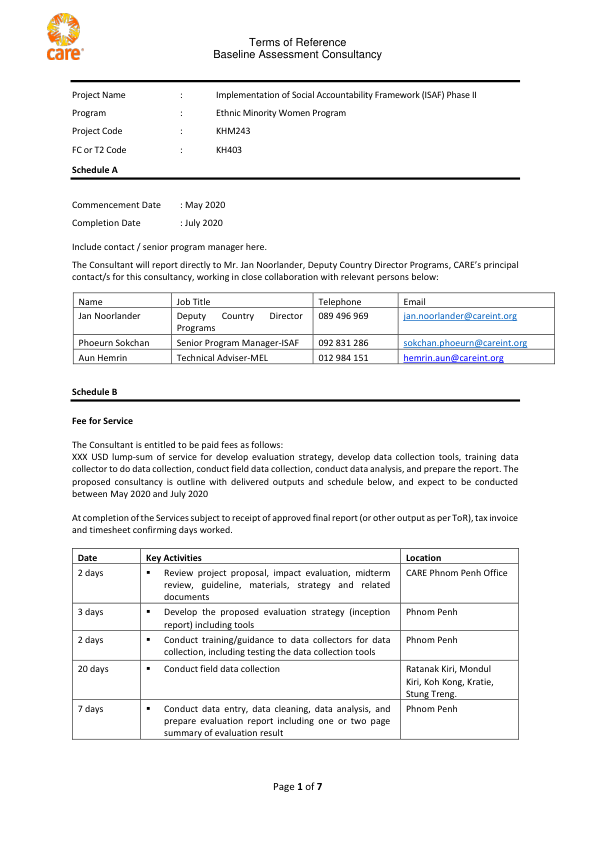 care®
Terms of Reference
Baseline Assessment Consultancy
Project Name : Implementation of Social Accountability Framework (ISAF) Phase II
Program : Ethnic Minority Women Program
Project Code : KHM243
FC or T2 Code : KH403
Schedule A
Commencement Date : May 2020
Completion Date : July 2020
Include contact / senior program manager here.
The Consultant will report directly to Mr. Jan Noorlander, Deputy Country Director Programs, CARE's principal
contact/s for this consultancy, working in close collaboration with relevant persons below:
Name Job Title Telephone Email
Jan Noorlander Deputy Country Director 089 496 969 jan.noorlander@careint.org
Programs
Phoeurn Sokchan Senior Program Manager-ISAF 092 831 286 sokchan.phoeurn@careint.org
Aun Hemrin Technical Adviser-MEL 012 984 151 hemrin.aun@careint.org
Schedule B
Fee for Service
The Consultant is entitled to be paid fees as follows:
XXX USD lump-sum of service for develop evaluation strategy, develop data collection tools, training data
collector to do data collection, conduct field data collection, conduct data analysis, and prepare the report. The
proposed consultancy is outline with delivered outputs and schedule below, and expect to be conducted
between May 2020 and July 2020
At completion of the Services subject to receipt of approved final report (or other output as per ToR), tax invoice
and timesheet confirming days worked.
Date Key Activities Location
2 days ▪ Review project proposal, impact evaluation, midterm CARE Phnom Penh Office
review, guideline, materials, strategy and related
documents
3 days ▪ Develop the proposed evaluation strategy (inception Phnom Penh
report) including tools
2 days ▪ Conduct training/guidance to data collectors for data Phnom Penh
collection, including testing the data collection tools
20 days ▪ Conduct field data collection Ratanak Kiri, Mondul
Kiri, Koh Kong, Kratie,
Stung Treng.
7 days ▪ Conduct data entry, data cleaning, data analysis, and Phnom Penh
prepare evaluation report including one or two page
summary of evaluation result
Page 1 of 7